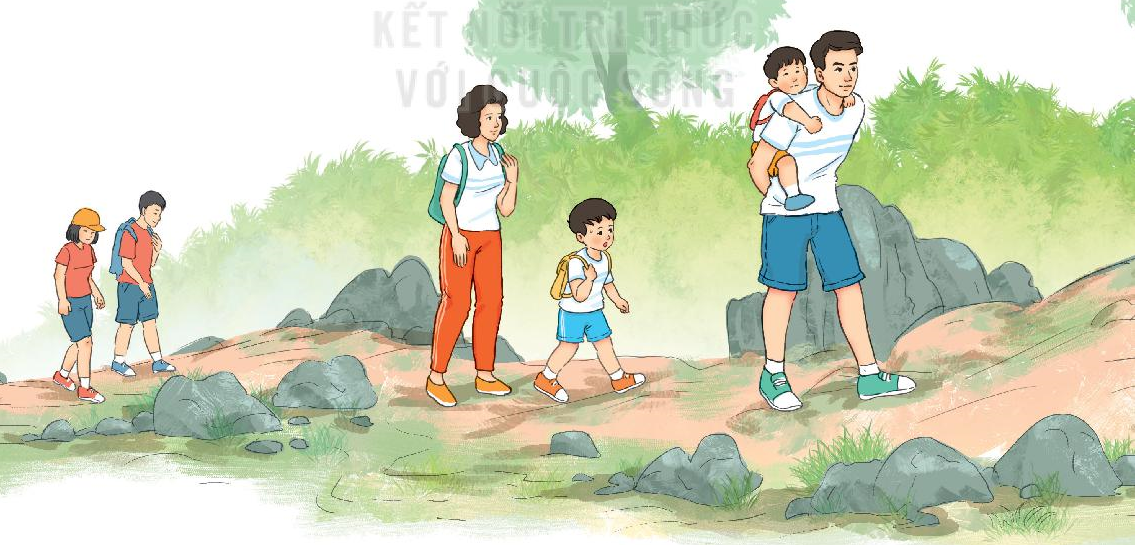 KẾT NỐI TRI THỨC
VỚI CUỘC SỐNG